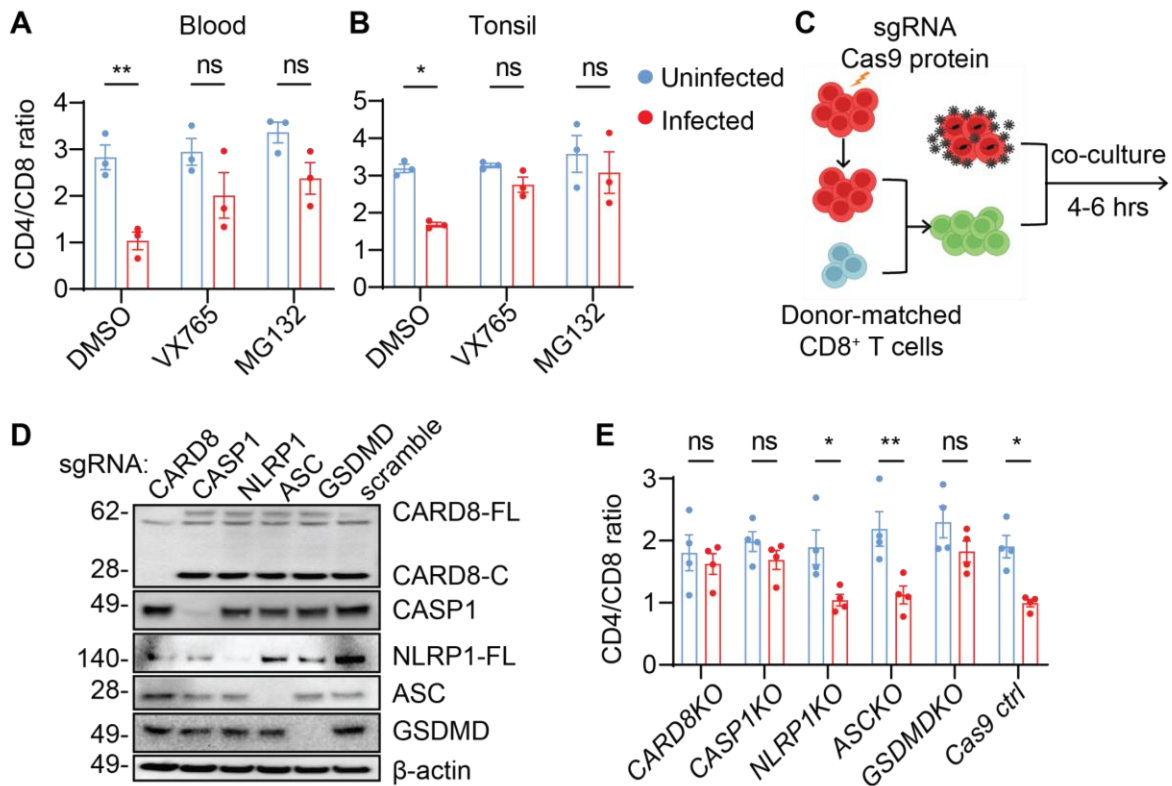 A
Blood
**
ns
ns
CD4/CD8 ratio
4
3
2
1
0
DMSO
VX765
MG132
B
Tonsil
*
ns
ns
5
4
3
2
1
0
DMSO
VX765
MG132
Uninfected
Infected
C
sgRNA
Cas9 protein
co-culture
4-6 hrs
Donor-matched
CD8⁺ T cells
D
sgRNA:
CARD8
CASP1
NLRP1
ASC
GSDMD
scramble
62-
CARD8-FL
28-
CARD8-C
49-
CASP1
140-
NLRP1-FL
28-
ASC
49-
GSDMD
49-
β-actin
E
ns
ns
*
**
ns
*
CD4/CD8 ratio
3
2
1
0
CARD8KO
CASP1KO
NLRP1KO
ASCKO
GSDMDKO
Cas9 ctrl